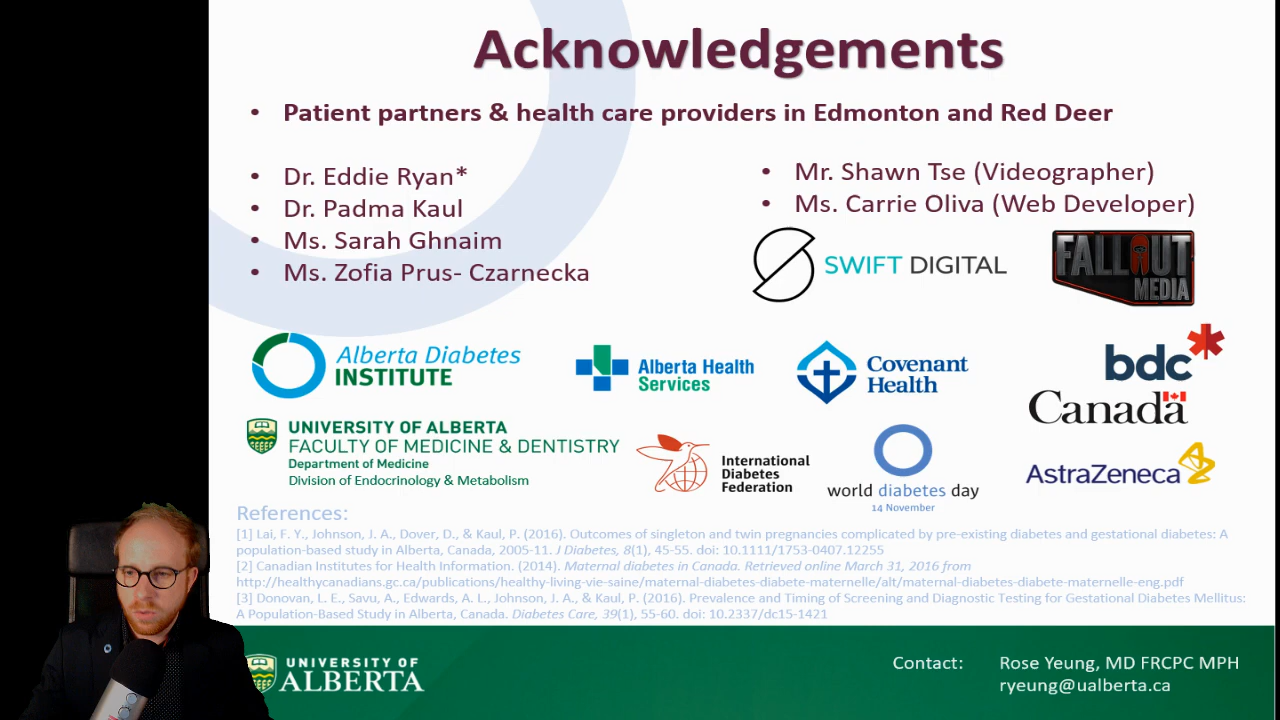 Acknowledgements
• Patient partners & health care providers in Edmonton and Red Deer
• Dr. Eddie Ryan*
• Dr. Padma Kaul
• Ms. Sarah Ghnaim
• Ms. Zofia Prus- Czarnecka
• Mr. Shawn Tse (Videographer)
• Ms. Carrie Oliva (Web Developer)
SWIFT DIGITAL
FALLOUT
MEDIA
Alberta Diabetes
INSTITUTE
Alberta Health
Services
Covenant
Health
bdc
Canada
UNIVERSITY OF ALBERTA
FACULTY OF MEDICINE & DENTISTRY
Department of Medicine
Division of Endocrinology & Metabolism
International
Diabetes
Federation
world diabetes day
14 November
AstraZeneca
References:
[1] Lai, F. Y., Johnson, J. A., Dover, D., & Kaul, P. (2016). Outcomes of singleton and twin pregnancies complicated by pre-existing diabetes and gestational diabetes: A
population-based study in Alberta, Canada, 2005-11. J Diabetes, 8(1), 45-55. doi: 10.1111/1753-0407.12255
[2] Canadian Institutes for Health Information. (2014). Maternal diabetes in Canada. Retrieved online March 31, 2016 from
http://healthycanadians.gc.ca/publications/healthy-living-vie-saine/maternal-diabetes-diabete-maternelle/alt/maternal-diabetes-diabete-maternelle-eng.pdf
[3] Donovan, L. E., Savu, A., Edwards, A. L., Johnson, J. A., & Kaul, P. (2016). Prevalence and Timing of Screening and Diagnostic Testing for Gestational Diabetes Mellitus:
A Population-Based Study in Alberta, Canada. Diabetes Care, 39(1), 55-60. doi: 10.2337/dc15-1421
UNIVERSITY OF
ALBERTA
Contact: Rose Yeung, MD FRCPC MPH
ryeung@ualberta.ca